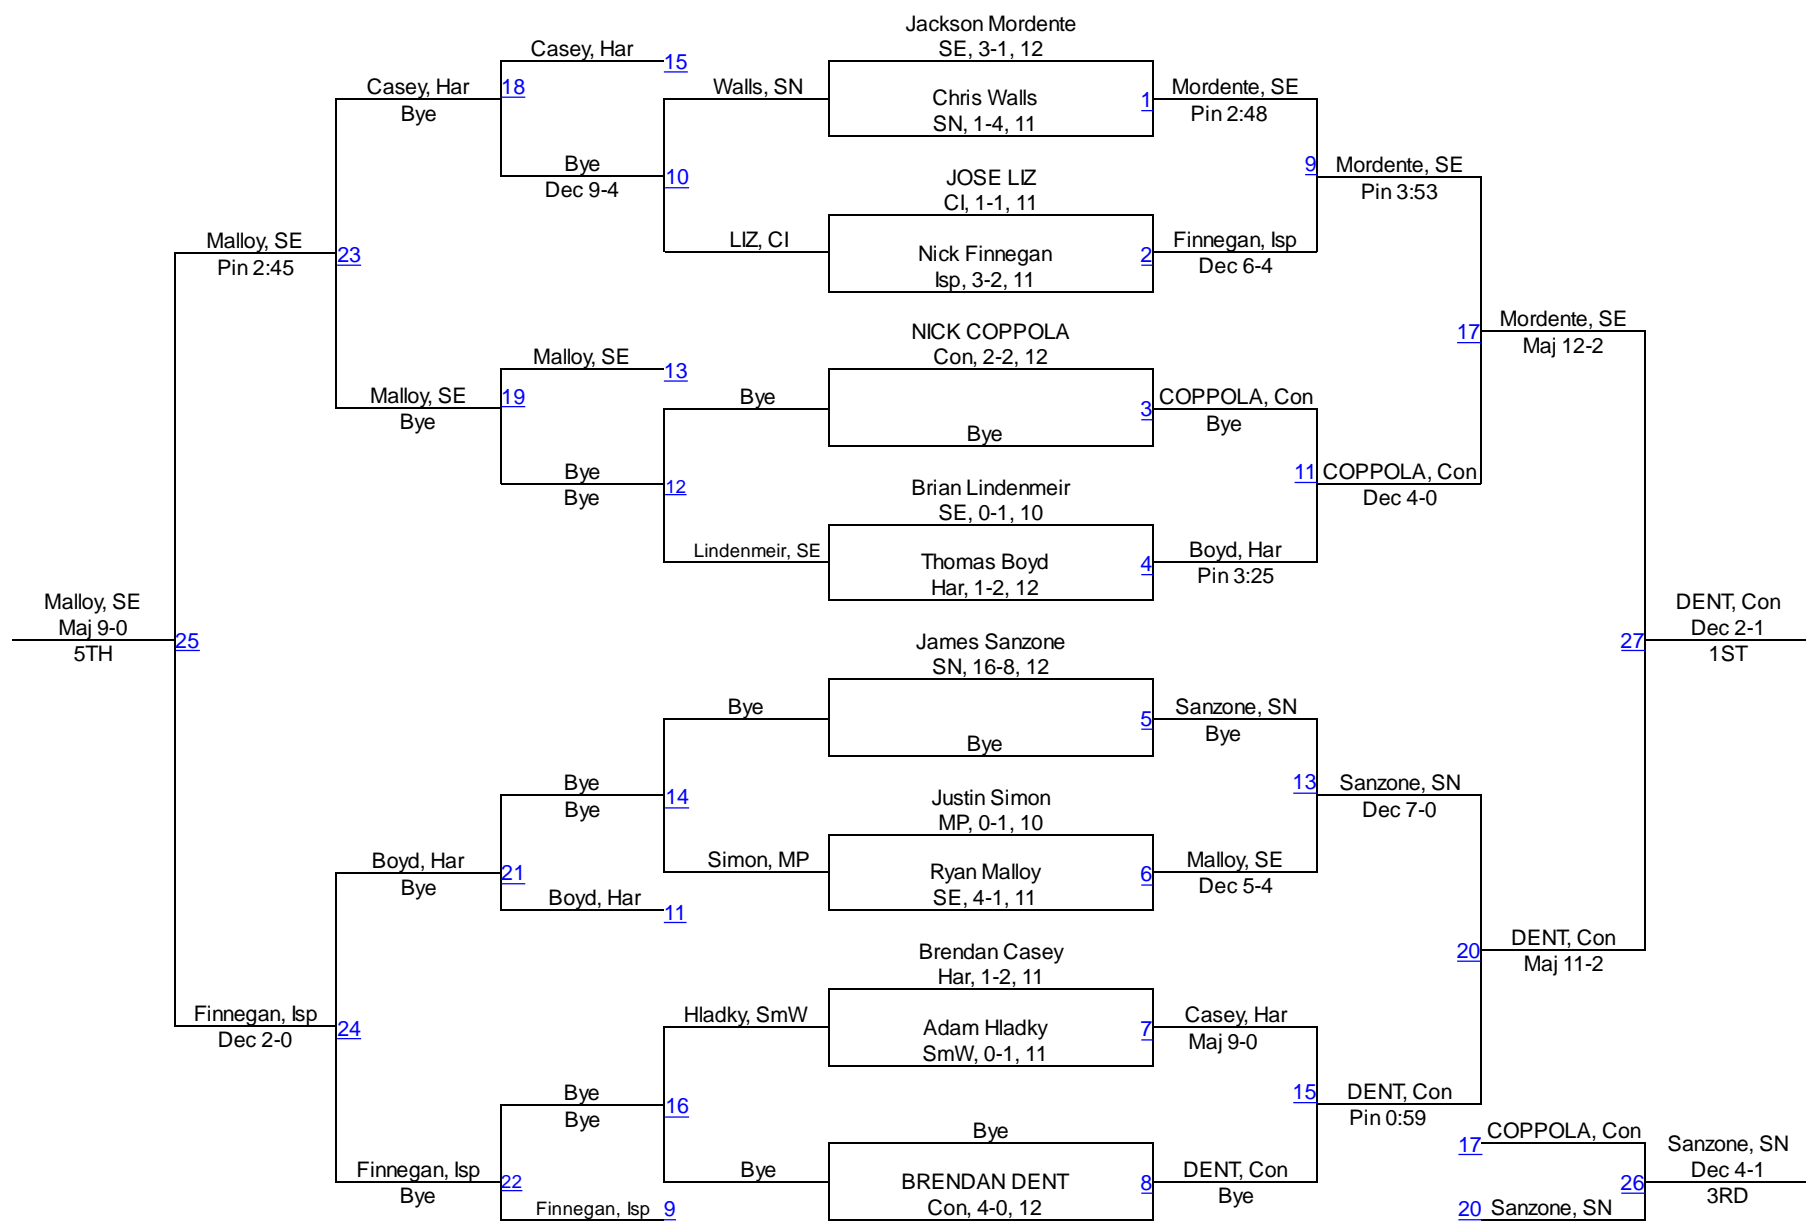 Jackson Mordente
SE, 3-1, 12
Casey, Har
15
Casey, Har
18
Bye
Walls, SN
Chris Walls
SN, 1-4, 11
1
Mordente, SE
Pin 2:48
Bye
Dec 9-4
10
JOSE LIZ
CI, 1-1, 11
9
Mordente, SE
Pin 3:53
Malloy, SE
Pin 2:45
23
LIZ, CI
Nick Finnegan
Isp, 3-2, 11
2
Finnegan, Isp
Dec 6-4
NICK COPPOLA
Con, 2-2, 12
17
Mordente, SE
Maj 12-2
Malloy, SE
13
Malloy, SE
Bye
19
Bye
Bye
3
COPPOLA, Con
Bye
Bye
Bye
12
Brian Lindenmeir
SE, 0-1, 10
11
COPPOLA, Con
Dec 4-0
Lindenmeir, SE
Thomas Boyd
Har, 1-2, 12
4
Boyd, Har
Pin 3:25
Malloy, SE
Maj 9-0
5TH
25
James Sanzone
SN, 16-8, 12
27
DENT, Con
Dec 2-1
1ST
Bye
Bye
5
Sanzone, SN
Bye
Bye
Bye
14
Justin Simon
MP, 0-1, 10
13
Sanzone, SN
Dec 7-0
Boyd, Har
Bye
21
Simon, MP
Ryan Malloy
SE, 4-1, 11
6
Malloy, SE
Dec 5-4
Boyd, Har
11
Brendan Casey
Har, 1-2, 11
20
DENT, Con
Maj 11-2
Finnegan, Isp
Dec 2-0
24
Hladky, SmW
Adam Hladky
SmW, 0-1, 11
7
Casey, Har
Maj 9-0
Bye
Bye
16
Bye
15
DENT, Con
Pin 0:59
Finnegan, Isp
Bye
22
Bye
BRENDAN DENT
Con, 4-0, 12
8
DENT, Con
Bye
Finnegan, Isp
9
17
COPPOLA, Con
26
Sanzone, SN
Dec 4-1
3RD
20
Sanzone, SN